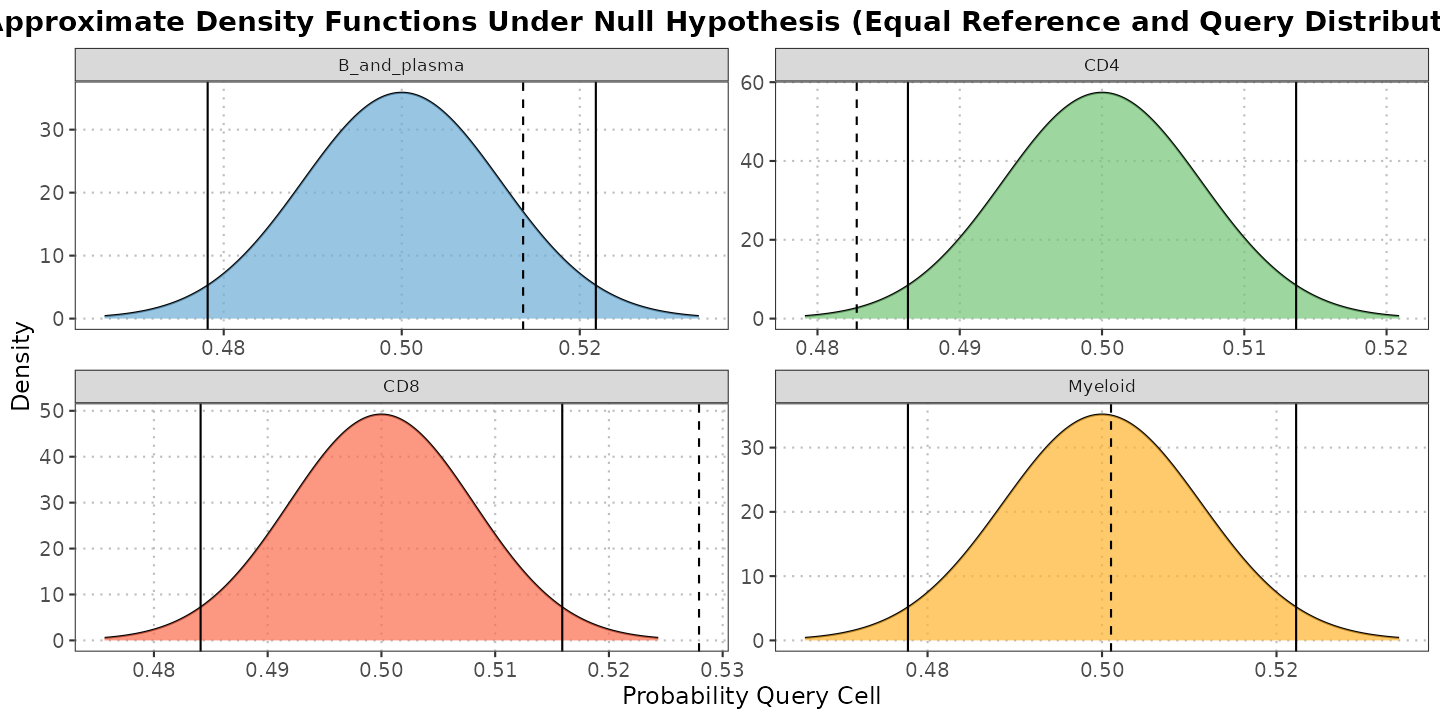 Approximate Density Functions Under Null Hypothesis (Equal Reference and Query Distribut
B_and_plasma
CD4
30
20
10
0
0.48 0.50 0.52
60
40
20
0
0.48 0.49 0.50 0.51 0.52
Density
CD8
Myeloid
50
40
30
20
10
0
0.48 0.49 0.50 0.51 0.52 0.53
30
20
10
0
0.48 0.50 0.52
Probability Query Cell